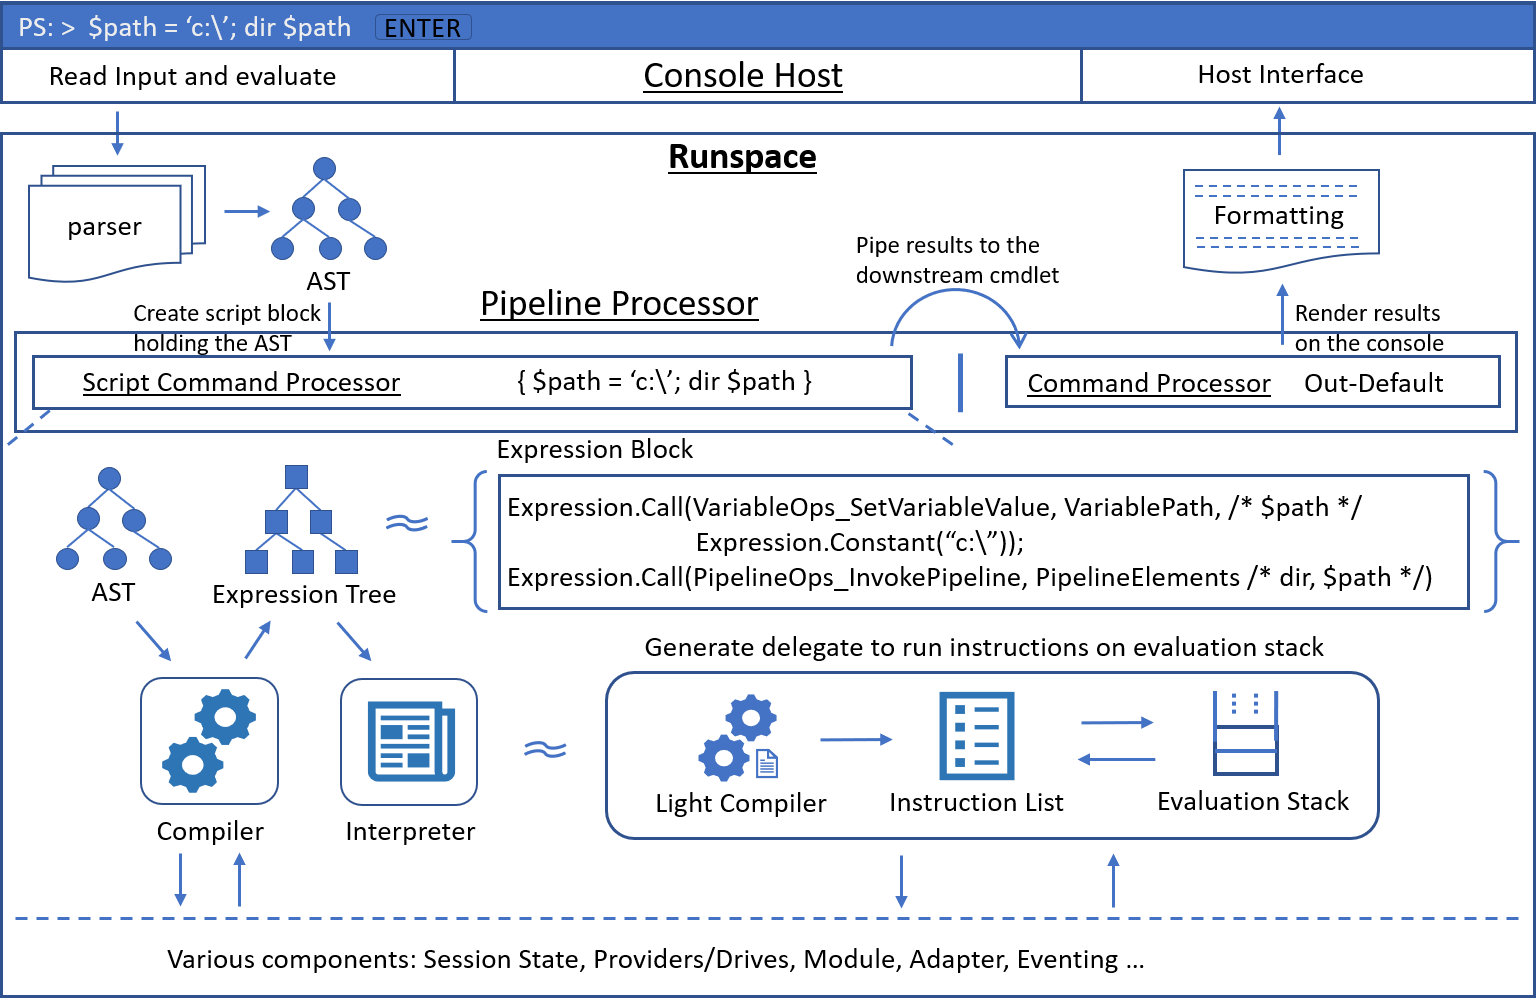 PS: > $path = ‘c:\’; dir $path ENTER
Read Input and evaluate
Console Host
Host Interface
Runspace
parser
AST
Formatting
Pipe results to the
downstream cmdlet
Pipeline Processor
Create script block
holding the AST
Render results
on the console
Script Command Processor
{ $path = ‘c:\’; dir $path }
Command Processor
Out-Default
Expression Block
Expression.Call(VariableOps_SetVariableValue, VariablePath, /* $path */
Expression.Constant(“c:\”));
Expression.Call(PipelineOps_InvokePipeline, PipelineElements /* dir, $path */)
AST
Expression Tree
Generate delegate to run instructions on evaluation stack
Light Compiler
Instruction List
Evaluation Stack
Compiler
Interpreter
Various components: Session State, Providers/Drives, Module, Adapter, Eventing ...